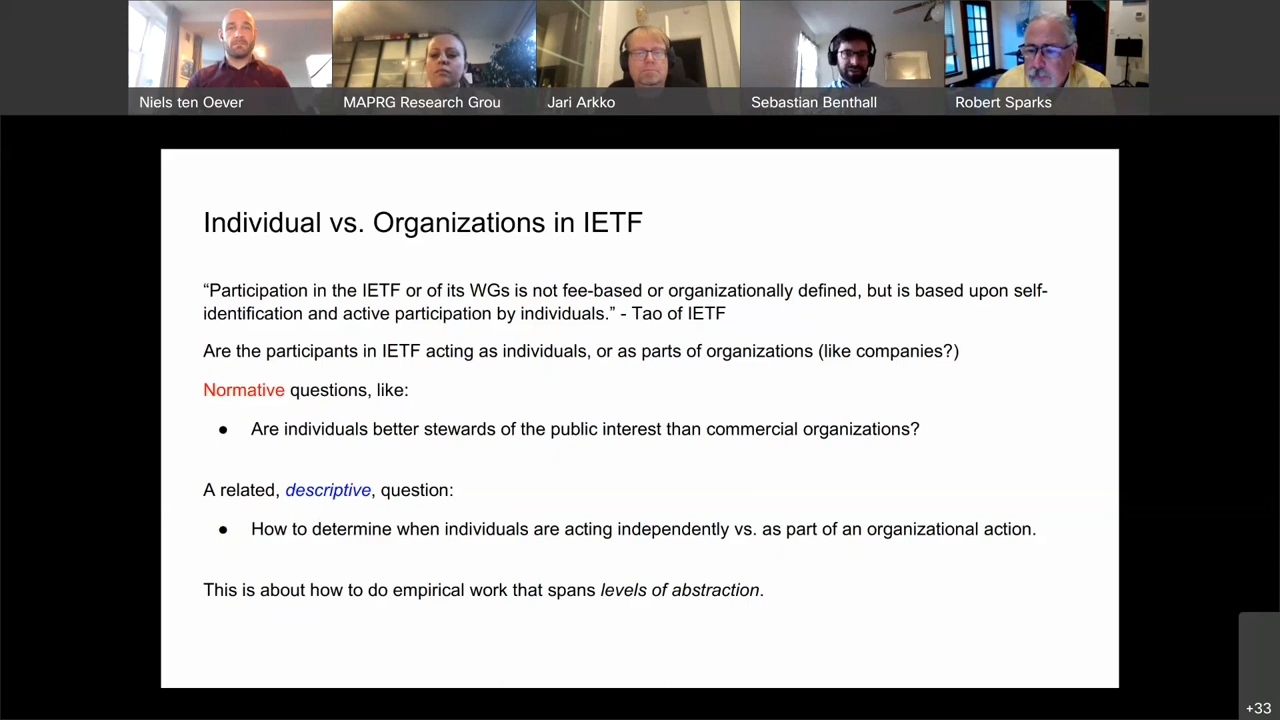 Niels ten Oever
MAPRG Research Grou
Jari Arkko
Sebastian Benthall
Robert Sparks
Individual vs. Organizations in IETF
“Participation in the IETF or of its WGs is not fee-based or organizationally defined, but is based upon self-
identification and active participation by individuals.” - Tao of IETF
Are the participants in IETF acting as individuals, or as parts of organizations (like companies?)
Normative questions, like:
● Are individuals better stewards of the public interest than commercial organizations?
A related, descriptive, question:
● How to determine when individuals are acting independently vs. as part of an organizational action.
This is about how to do empirical work that spans levels of abstraction.
+33